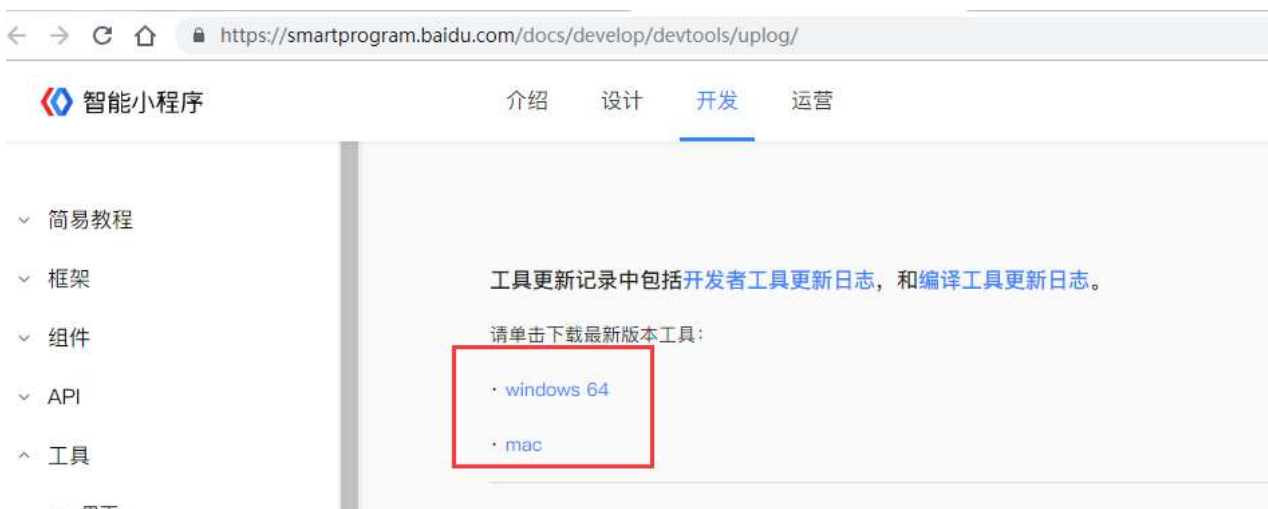 https://smartprogram.baidu.com/docs/develop/devtools/uplog/
智能小程序
介绍 设计 开发 运营
简易教程
框架
组件
API
工具
工具更新记录中包括开发者工具更新日志，和编译工具更新日志。
请单击下载最新版本工具：
· windows 64
· mac